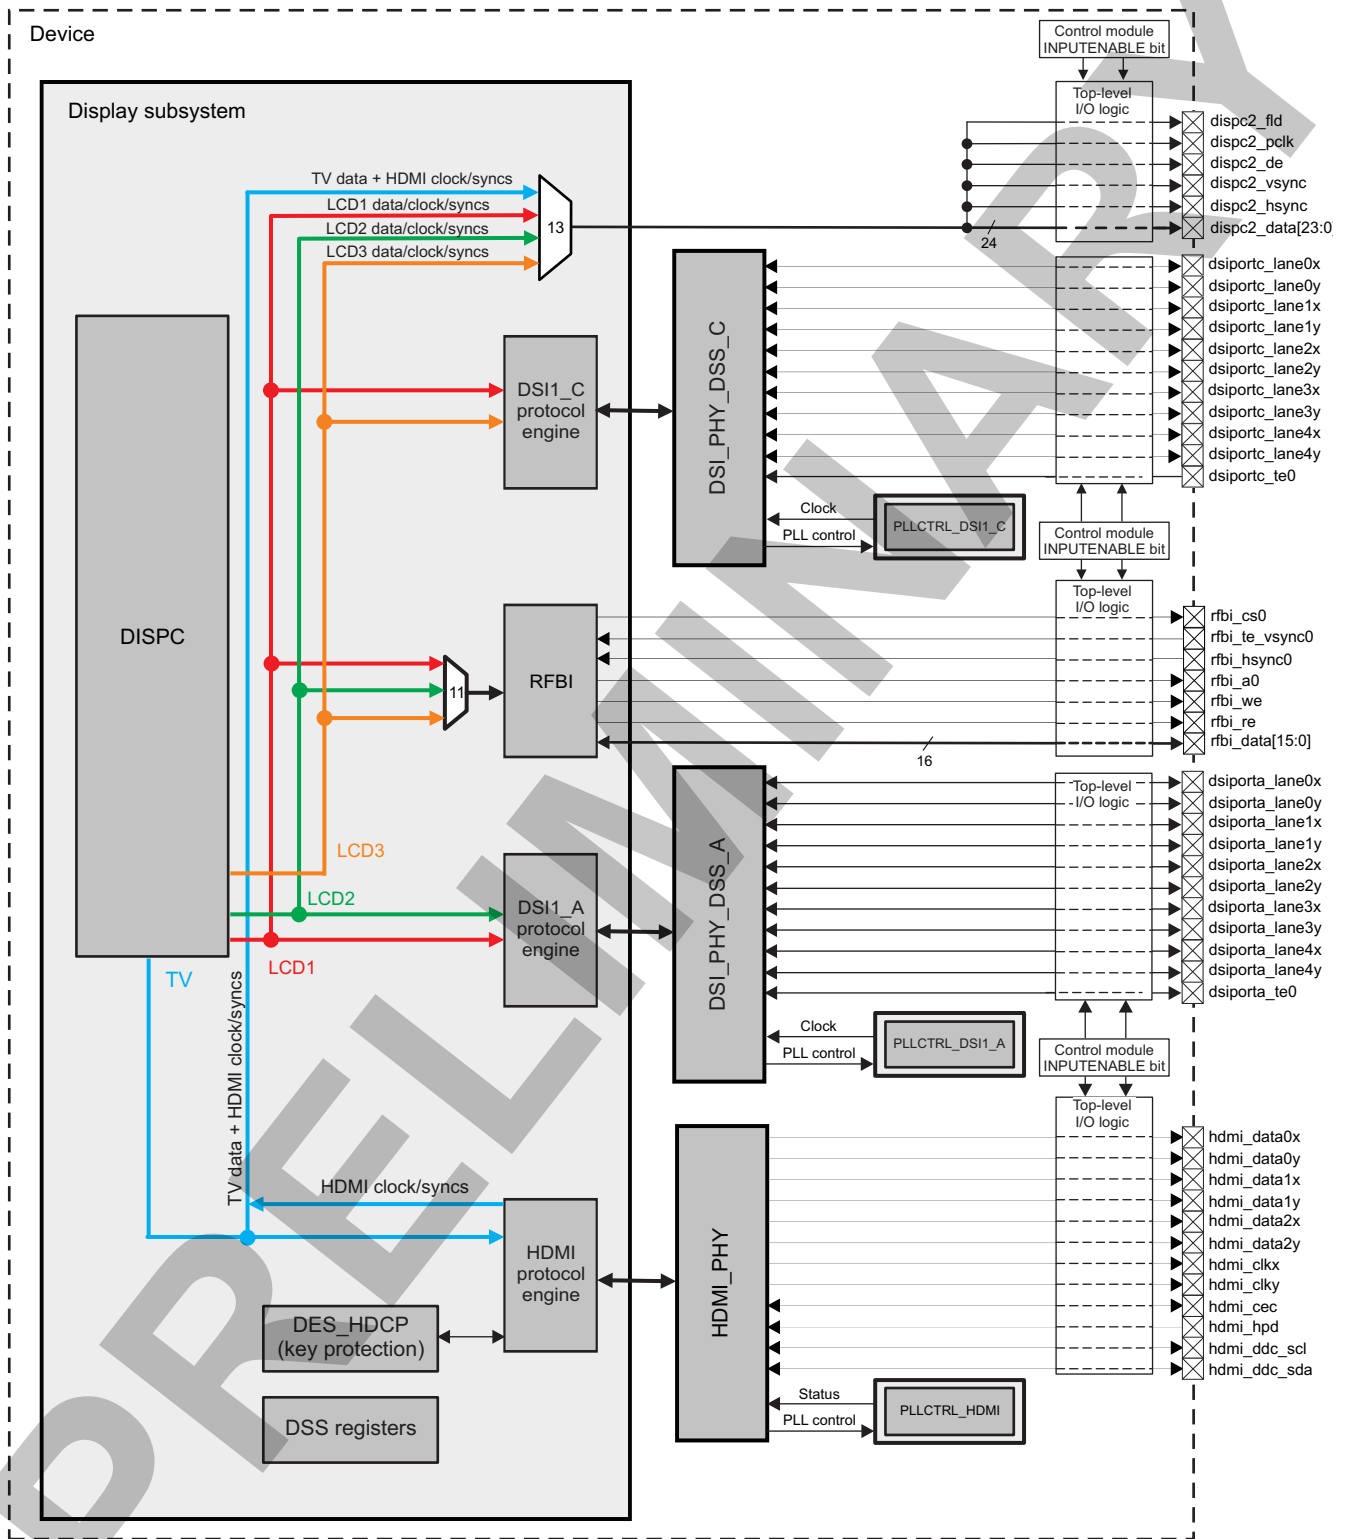 Device
Control module
INPUTENABLE bit
Display subsystem
Top-level
I/O logic
dispc2_fld
dispc2_pclk
dispc2_de
dispc2_vsync
dispc2_hsync
dispc2_data[23:0]
24
TV data + HDMI clock/syncs
LCD1 data/clock/syncs
LCD2 data/clock/syncs
LCD3 data/clock/syncs
13
DSI1_C
protocol
engine
DSI_PHY_DSS_C
dsiportc_lane0x
dsiportc_lane0y
dsiportc_lane1x
dsiportc_lane1y
dsiportc_lane2x
dsiportc_lane2y
dsiportc_lane3x
dsiportc_lane3y
dsiportc_lane4x
dsiportc_lane4y
dsiportc_te0
Clock
PLL control
PLLCTRL_DSI1_C
Control module
INPUTENABLE bit
Top-level
I/O logic
DISPC
11
RFBI
rfbi_cs0
rfbi_te_vsync0
rfbi_hsync0
rfbi_a0
rfbi_we
rfbi_re
rfbi_data[15:0]
16
LCD3
LCD2
LCD1
TV
DSI1_A
protocol
engine
DSI_PHY_DSS_A
Top-level
I/O logic
dsiporta_lane0x
dsiporta_lane0y
dsiporta_lane1x
dsiporta_lane1y
dsiporta_lane2x
dsiporta_lane2y
dsiporta_lane3x
dsiporta_lane3y
dsiporta_lane4x
dsiporta_lane4y
dsiporta_te0
Clock
PLL control
PLLCTRL_DSI1_A
Control module
INPUTENABLE bit
Top-level
I/O logic
TV data + HDMI clock/syncs
HDMI clock/syncs
HDMI
protocol
engine
HDMI_PHY
hdmi_data0x
hdmi_data0y
hdmi_data1x
hdmi_data1y
hdmi_data2x
hdmi_data2y
hdmi_clkx
hdmi_clky
hdmi_cec
hdmi_hpd
hdmi_ddc_scl
hdmi_ddc_sda
DES_HDCP
(key protection)
DSS registers
Status
PLL control
PLLCTRL_HDMI
PRELIMINARY